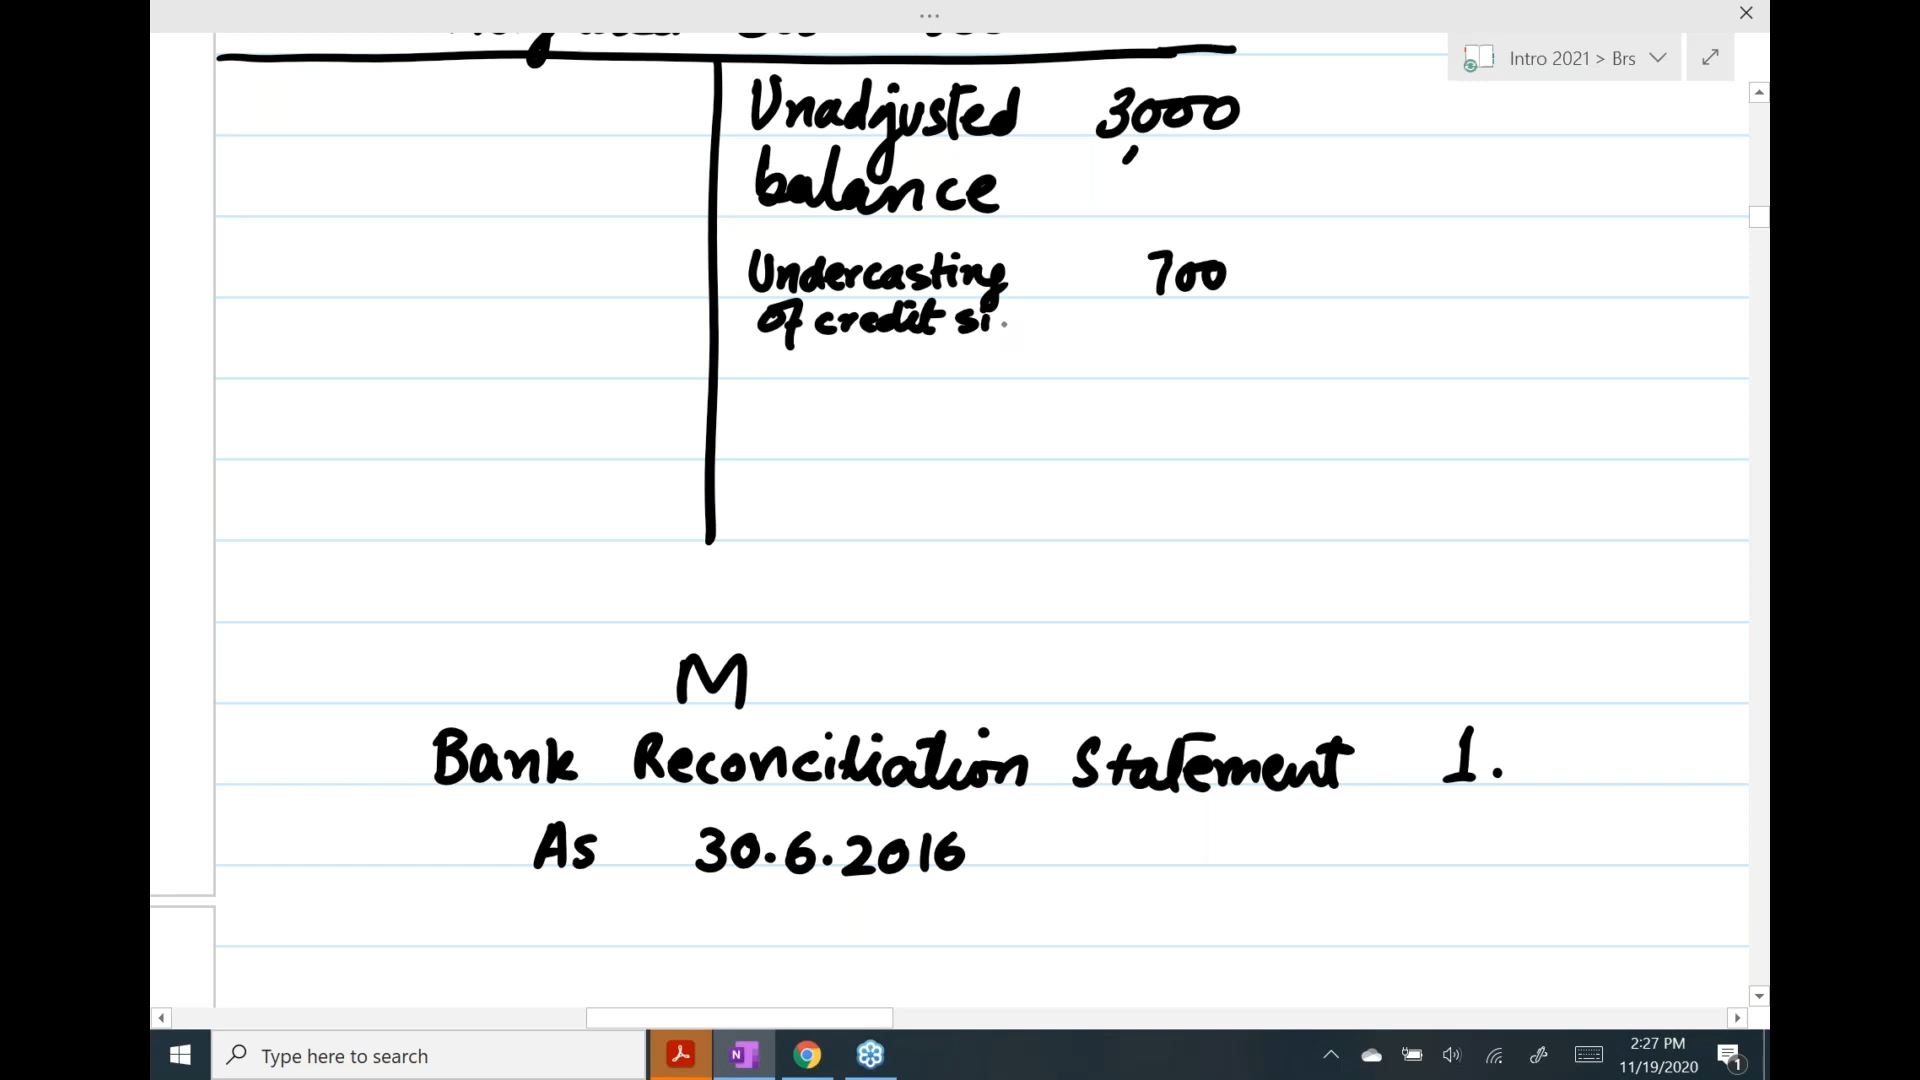 ...
Intro 2021 > Brs
Unadjusted 3000
balance
Undercasting 700
of credit si
M
Bank Reconciliation Statement 1.
As 30.6.2016
Type here to search
2:27 PM
11/19/2020
1